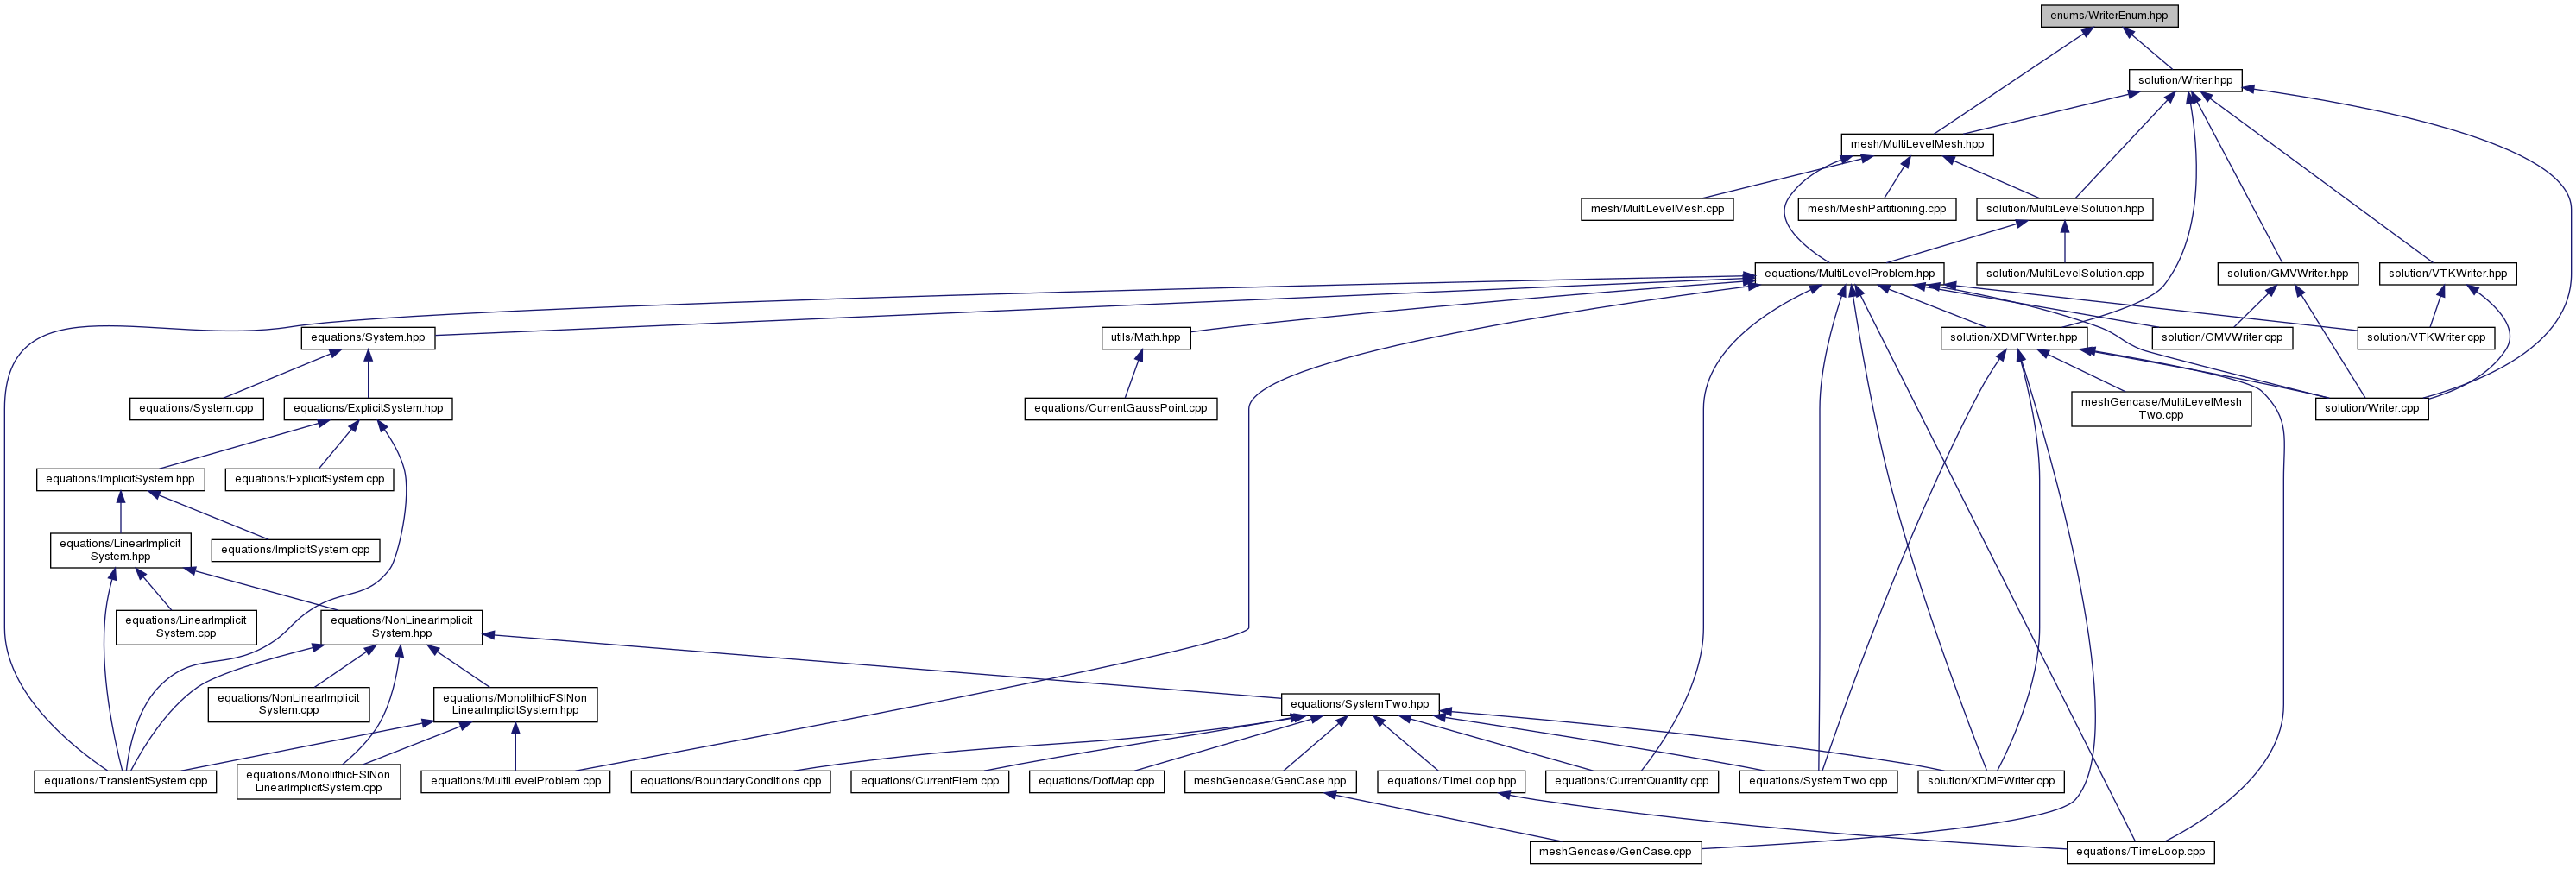 enums/WriterEnum.hpp
solution/Writer.hpp
mesh/MultiLevelMesh.hpp
mesh/MultiLevelMesh.cpp
mesh/MeshPartitioning.cpp
solution/MultiLevelSolution.hpp
equations/MultiLevelProblem.hpp
solution/MultiLevelSolution.cpp
solution/GMVWriter.hpp
solution/VTKWriter.hpp
equations/System.hpp
utils/Math.hpp
solution/XDMFWriter.hpp
solution/GMVWriter.cpp
solution/VTKWriter.cpp
equations/System.cpp
equations/ExplicitSystem.hpp
equations/CurrentGaussPoint.cpp
meshGencase/MultiLevelMesh
Two.cpp
solution/Writer.cpp
equations/ImplicitSystem.hpp
equations/ExplicitSystem.cpp
equations/LinearImplicit
System.hpp
equations/ImplicitSystem.cpp
equations/LinearImplicit
System.cpp
equations/NonLinearImplicit
System.hpp
equations/NonLinearImplicit
System.cpp
equations/MonolithicFSINon
LinearImplicitSystem.hpp
equations/SystemTwo.hpp
equations/TransientSystem.cpp
equations/MonolithicFSINon
LinearImplicitSystem.cpp
equations/MultiLevelProblem.cpp
equations/BoundaryConditions.cpp
equations/CurrentElem.cpp
equations/DofMap.cpp
meshGencase/GenCase.hpp
equations/TimeLoop.hpp
equations/CurrentQuantity.cpp
equations/SystemTwo.cpp
solution/XDMFWriter.cpp
meshGencase/GenCase.cpp
equations/TimeLoop.cpp